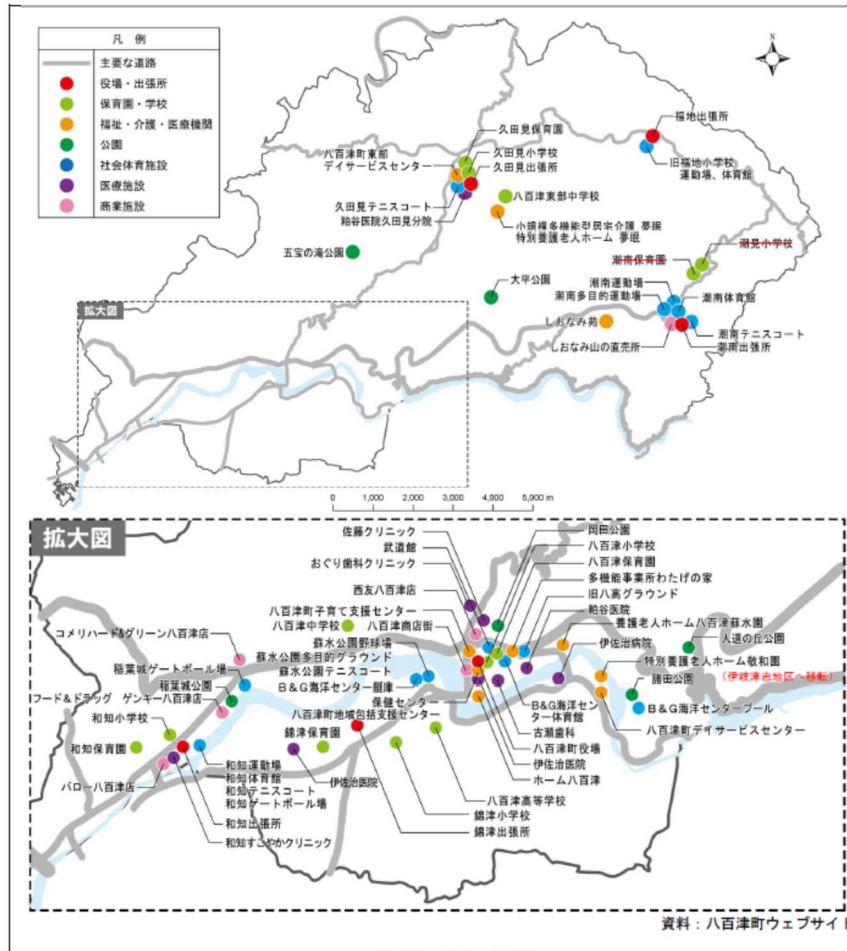 凡 例
主要な道路
役場・出張所
保育園・学校
福祉・介護・医療機関
公園
社会体育施設
医療施設
商業施設
N
福地出張所
旧福地小学校
運動場、体育館
久田見保育園
久田見小学校
久田見出張所
八百津町東部
デイサービスセンター
久田見テニスコート
粕谷医院久田見分院
八百津東部中学校
小規模多機能型居宅介護 夢眠
特別養護老人ホーム 夢眠
五宝の滝公園
大平公園
潮見小学校
潮南保育園
潮南運動場
潮南多目的運動場
潮南体育館
しおなみ苑
しおなみ山の直売所
潮南テニスコート
潮南出張所
拡大図
0 1,000 2,000 3,000 4,000 5,000 m
拡大図
佐藤クリニック
武道館
おぐり歯科クリニック
西友八百津店
八百津町子育て支援センター
八百津中学校
八百津商店街
蘇水公園野球場
蘇水公園多目的グラウンド
蘇水公園テニスコート
B&G海洋センター艇庫
保健センター
八百津町地域包括支援センター
岡田公園
八百津小学校
八百津保育園
多機能事業所わたげの家
旧八高グラウンド
粕谷医院
養護老人ホーム八百津蘇水園
伊佐治病院
人道の丘公園
特別養護老人ホーム敬和園
（伊岐津志地区へ移転）
諸田公園
B&G海洋センタープール
八百津町デイサービスセンター
コメリハード&グリーン八百津店
稲葉城ゲートボール場
稲葉城公園
フード&ドラッグ ゲンキー八百津店
和知小学校
和知保育園
バロー八百津店
和知運動場
和知体育館
和知テニスコート
和知ゲートボール場
和知出張所
和知すこやかクリニック
錦津保育園
伊佐治医院
B&G海洋セン
ター体育館
古瀬歯科
八百津町役場
伊佐治医院
ホーム八百津
八百津高等学校
錦津小学校
錦津出張所
資料：八百津町ウェブサイト